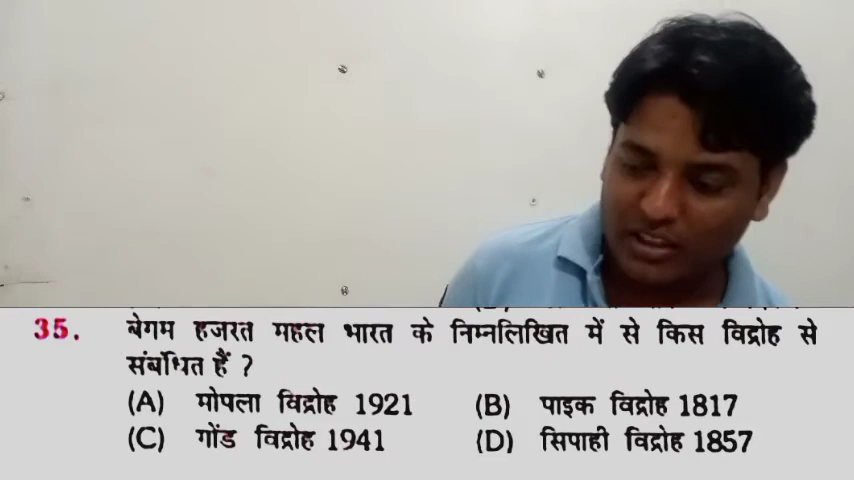 35. बेगम हजरत महल भारत के निम्नलिखित में से किस विद्रोह से
संबंधित हैं ?
(A) मोपला विद्रोह 1921 (B) पाइक विद्रोह 1817
(C) गोंड विद्रोह 1941 (D) सिपाही विद्रोह 1857